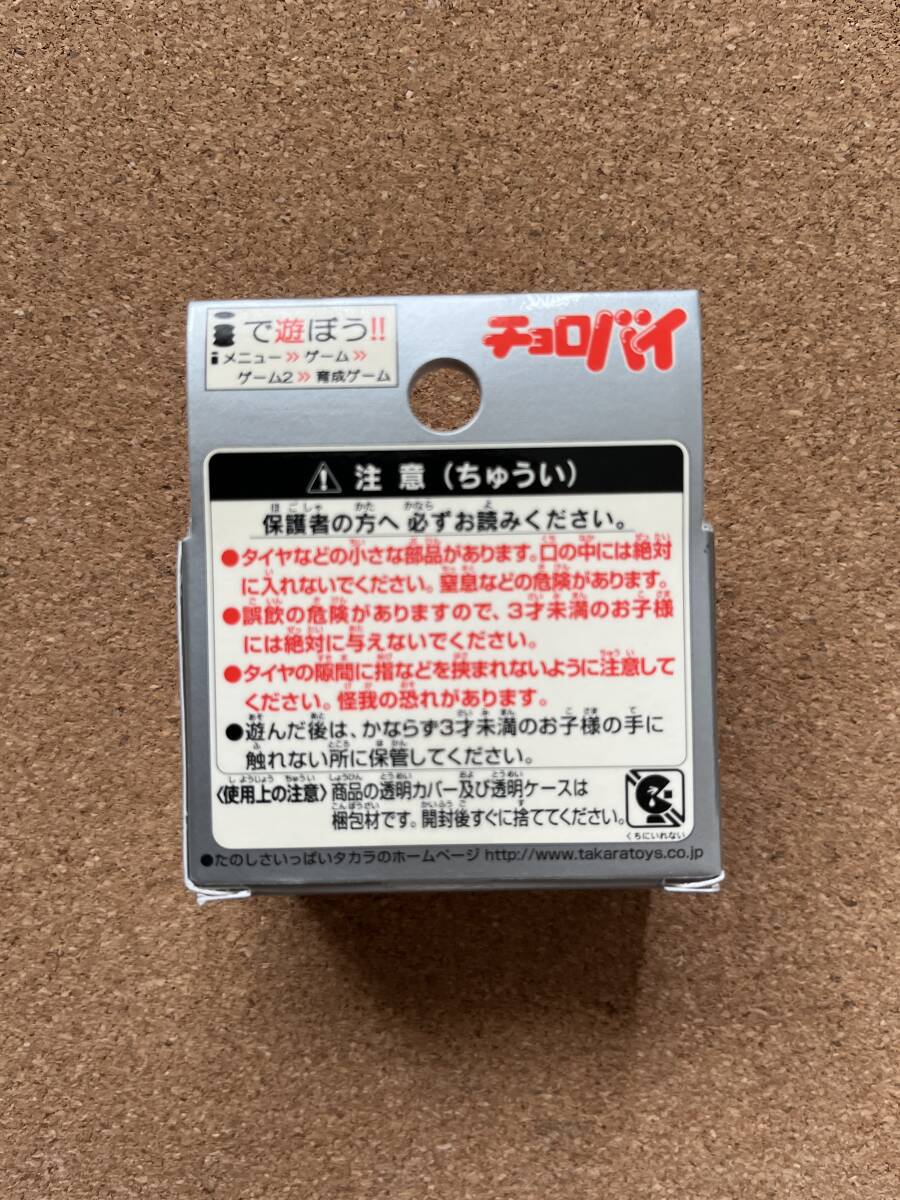 で遊ぼう!!
iメニュー»ゲーム»
ゲーム2»育成ゲーム
チョロバイ
注意(ちゅうい)
保護者の方へ 必ずお読みください。
●タイヤなどの小さな部品があります。口の中には絶対
に入れないでください。窒息などの危険があります。
●誤飲の危険がありますので、3才未満のお子様
には絶対に与えないでください。
●タイヤの隙間に指などを挟まれないように注意して
ください。怪我の恐れがあります。
●遊んだ後は、かならず3才未満のお子様の手に
触れない所に保管してください。
〈使用上の注意〉商品の透明カバー及び透明ケースは
梱包材です。開封後すぐに捨ててください。
くちにいれない
●たのしさいっぱいタカラのホームページ http://www.takaratoys.co.jp